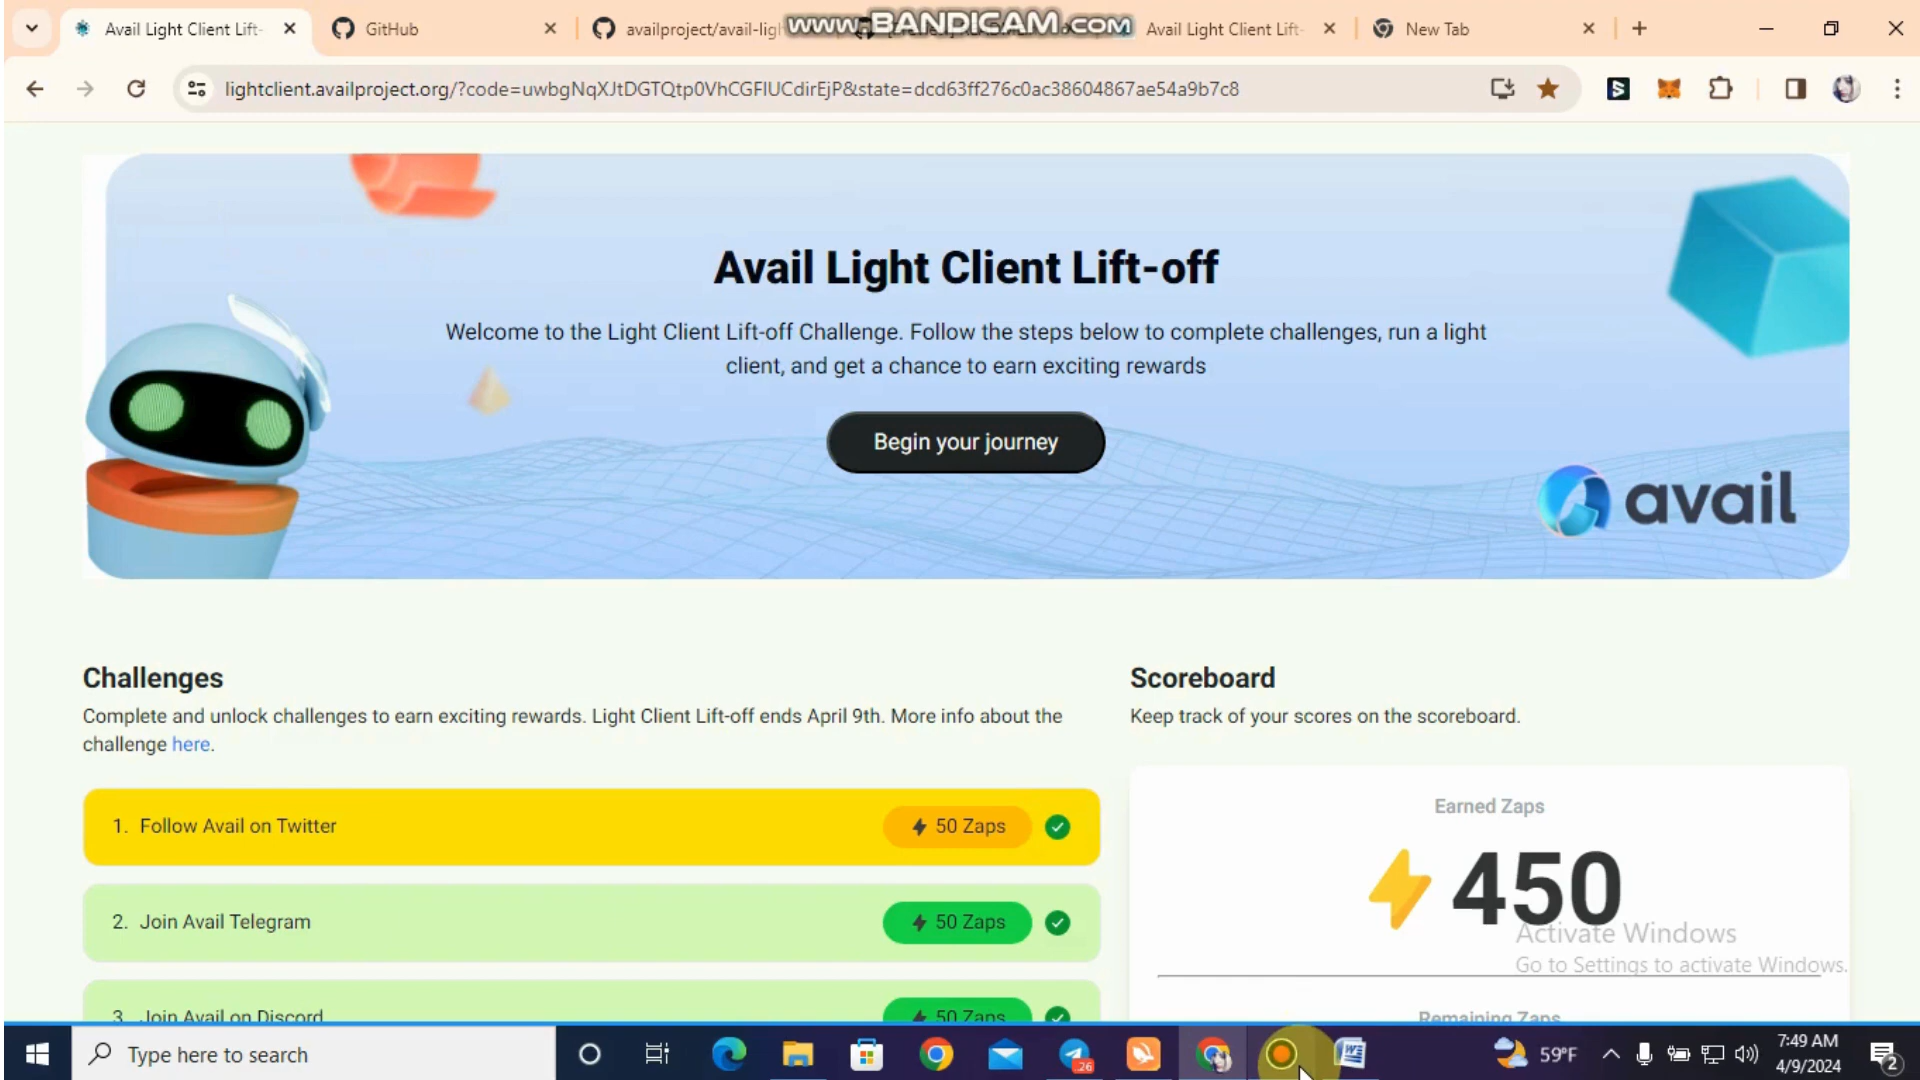 Avail Light Client Lift-
GitHub
availproject/avail-ligh
www.BANDICAM.com
Avail Light Client Lift-
New Tab
lightclient.availproject.org/?code=uwbgNqXJtDGTQtp0VhCGFlUCdirEjP&state=dcd63ff276c0ac38604867ae54a9b7c8
Avail Light Client Lift-off
Welcome to the Light Client Lift-off Challenge. Follow the steps below to complete challenges, run a light
client, and get a chance to earn exciting rewards
Begin your journey
avail
Challenges
Complete and unlock challenges to earn exciting rewards. Light Client Lift-off ends April 9th. More info about the
challenge here.
1. Follow Avail on Twitter
50 Zaps
2. Join Avail Telegram
50 Zaps
3. Join Avail on Discord
50 Zaps
Scoreboard
Keep track of your scores on the scoreboard.
Earned Zaps
450
Activate Windows
Go to Settings to activate Windows.
Remaining Zaps
Type here to search
26
59°F
7:49 AM
4/9/2024
2